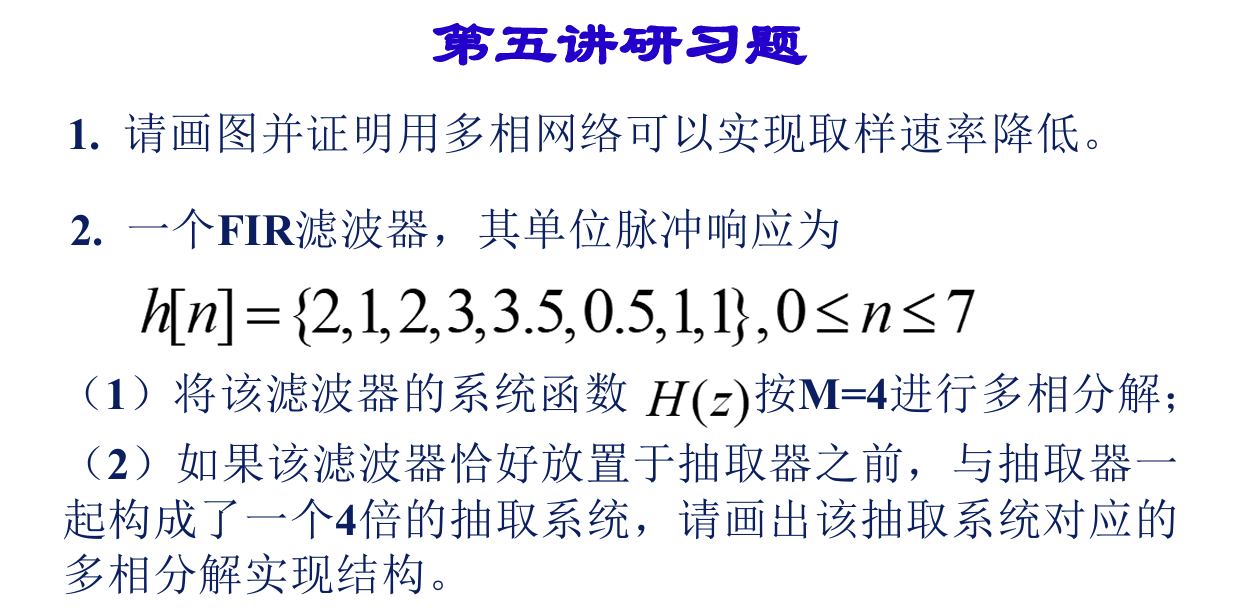 第五讲研习题
1. 请画图并证明用多相网络可以实现取样速率降低。
2. 一个FIR滤波器，其单位脉冲响应为
h[n]={2,1,2,3,3.5,0.5,1,1},0≤n≤7
（1）将该滤波器的系统函数 H(z)按M=4进行多相分解；
（2）如果该滤波器恰好放置于抽取器之前，与抽取器一
起构成了一个4倍的抽取系统，请画出该抽取系统对应的
多相分解实现结构。